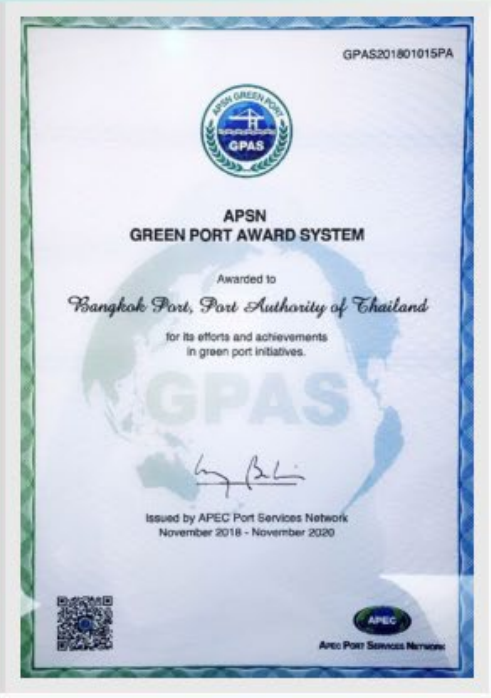 GPAS201801015PA
APSN GREEN PORT
GPAS
APSN
GREEN PORT AWARD SYSTEM
Awarded to
Bangkok Port, Port Authority of Thailand
for its efforts and achievements
in green port initiatives.
GPAS
Issued by APEC Port Services Network
November 2018 - November 2020
APEC
APEC PORT SERVICES NETWORK